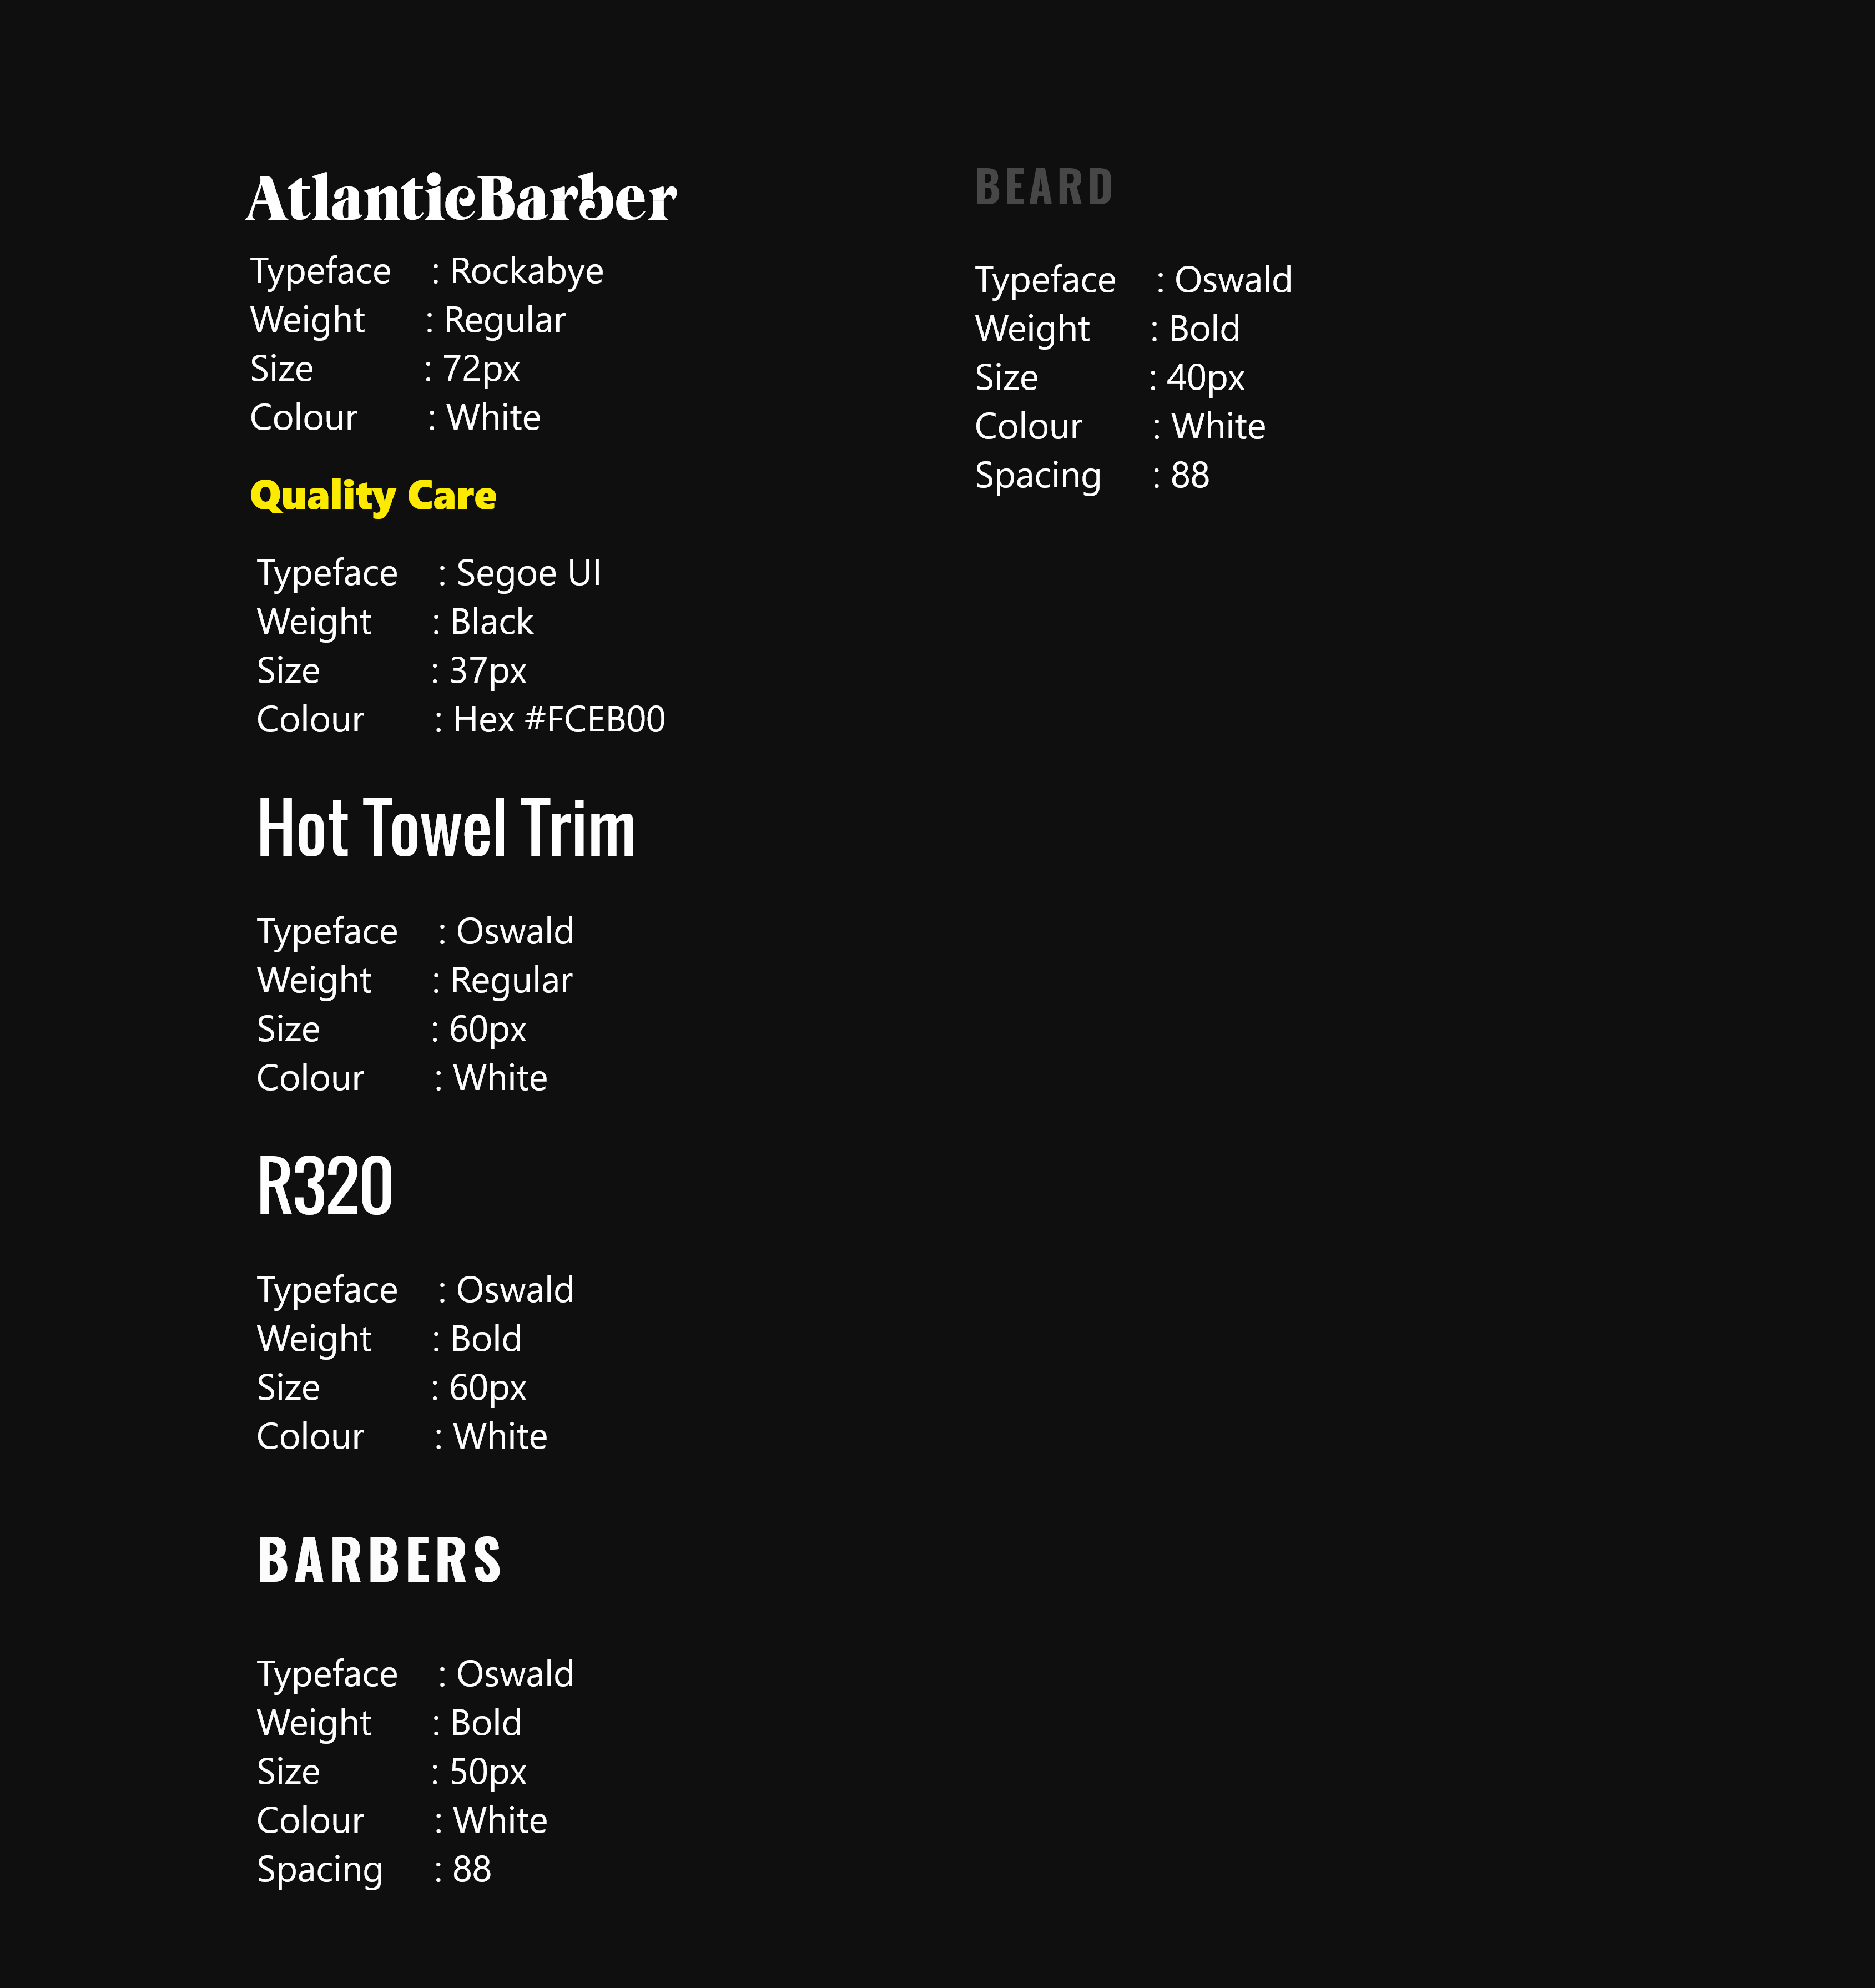 AtlanticBarber
Typeface : Rockabye
Weight : Regular
Size : 72px
Colour : White
Quality Care
Typeface : Segoe UI
Weight : Black
Size : 37px
Colour : Hex #FCEB00
Hot Towel Trim
Typeface : Oswald
Weight : Regular
Size : 60px
Colour : White
R320
Typeface : Oswald
Weight : Bold
Size : 60px
Colour : White
BARBERS
Typeface : Oswald
Weight : Bold
Size : 50px
Colour : White
Spacing : 88
BEARD
Typeface : Oswald
Weight : Bold
Size : 40px
Colour : White
Spacing : 88